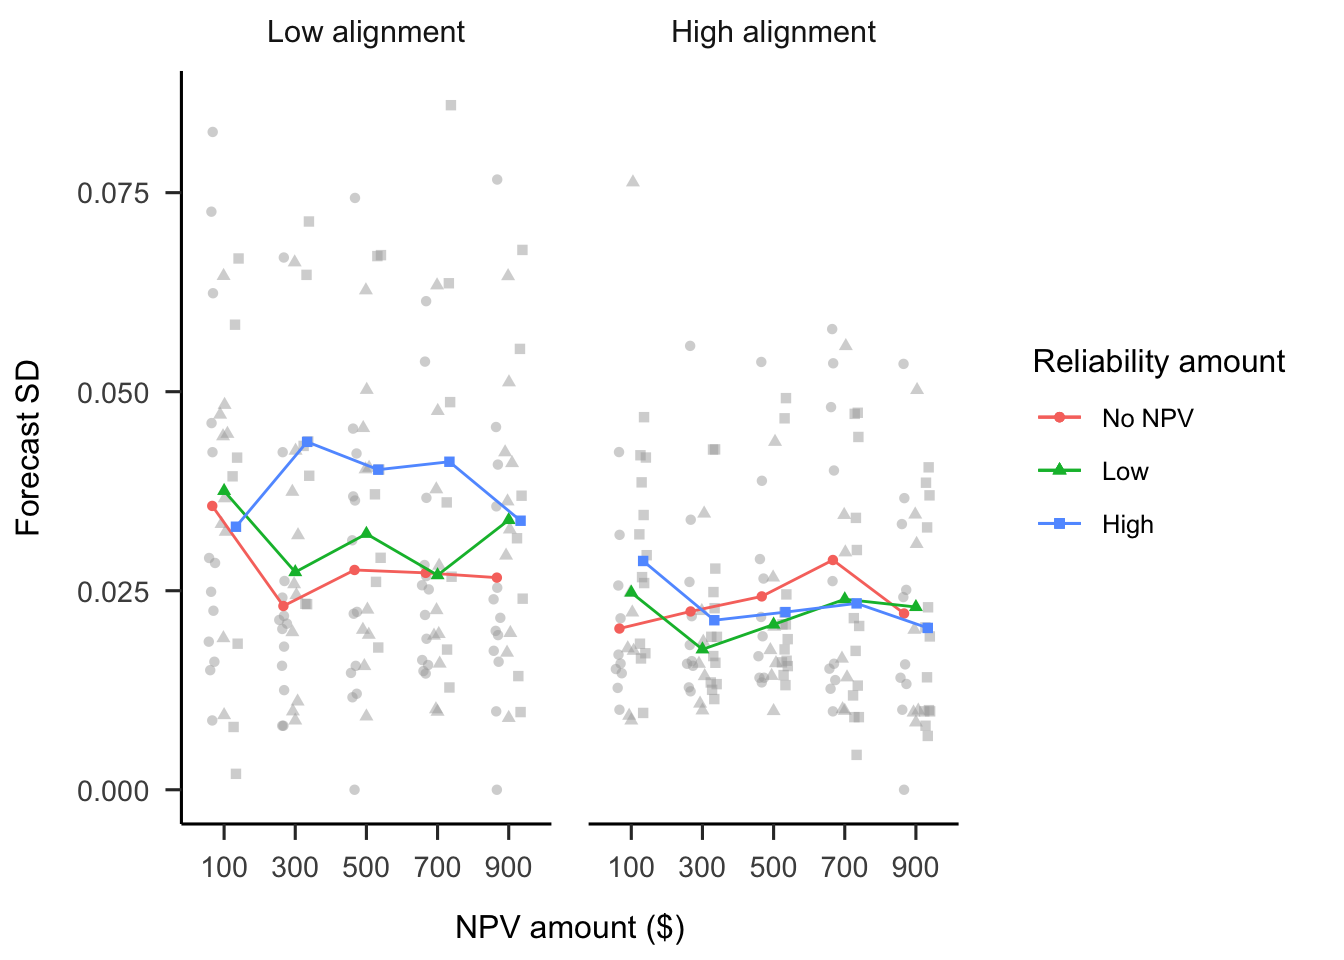 Low alignment
High alignment
Forecast SD
0.075
0.050
0.025
0.000
100 300 500 700 900
100 300 500 700 900
NPV amount ($)
Reliability amount
No NPV
Low
High